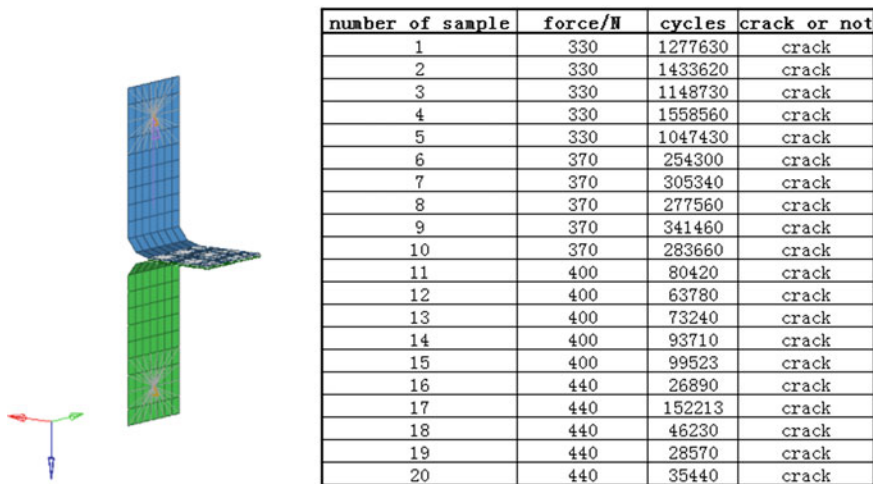 number of sample force/N cycles crack or not
1 330 1277630 crack
2 330 1433620 crack
3 330 1148730 crack
4 330 1558560 crack
5 330 1047430 crack
6 370 254300 crack
7 370 305340 crack
8 370 277560 crack
9 370 341460 crack
10 370 283660 crack
11 400 80420 crack
12 400 63780 crack
13 400 73240 crack
14 400 93710 crack
15 400 99523 crack
16 440 26890 crack
17 440 152213 crack
18 440 46230 crack
19 440 28570 crack
20 440 35440 crack